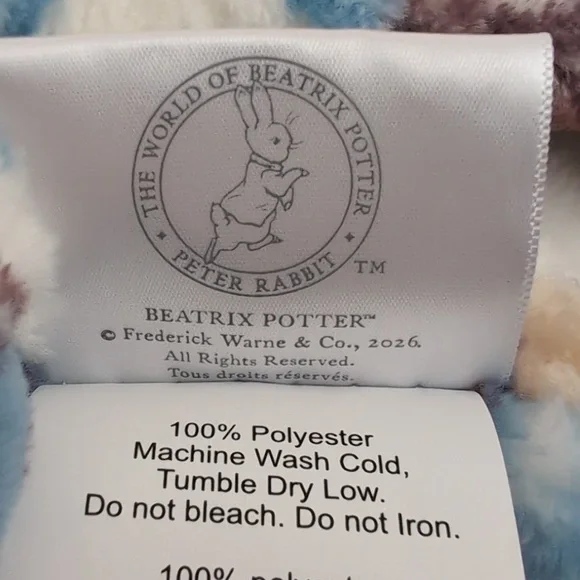 THE WORLD OF BEATRIX POTTER
PETER RABBIT
TM
BEATRIX POTTER™
© Frederick Warne & Co., 2026.
All Rights Reserved.
Tous droits réservés.
100% Polyester
Machine Wash Cold,
Tumble Dry Low.
Do not bleach. Do not Iron.
100%